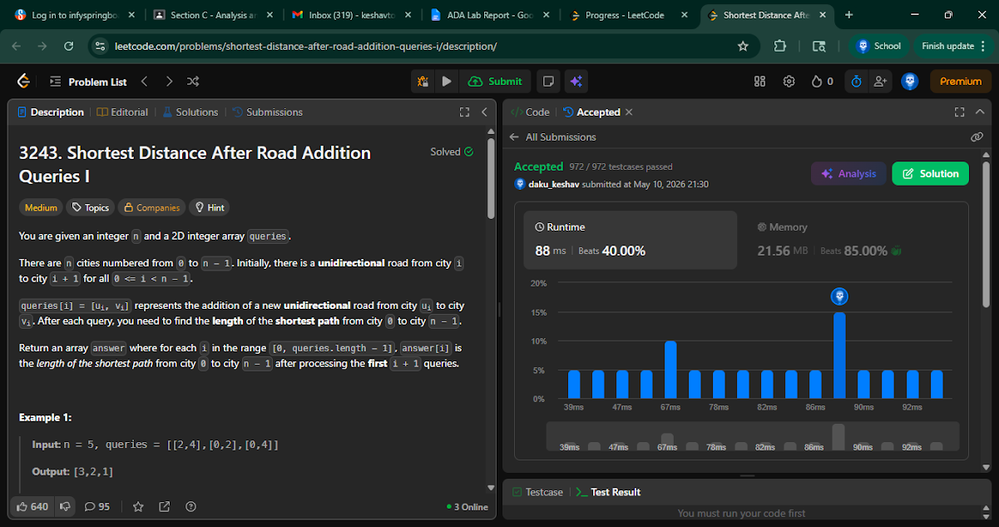 Log in to infyspringbo
Section C - Analysis ar
Inbox (319) - keshavto
ADA Lab Report - Goo
Progress - LeetCode
Shortest Distance Afte
leetcode.com/problems/shortest-distance-after-road-addition-queries-i/description/
School
Finish update
Problem List
Submit
0
Premium
Description
Editorial
Solutions
Submissions
3243. Shortest Distance After Road Addition
Queries I
Solved
Medium
Topics
Companies
Hint
You are given an integer n and a 2D integer array queries.
There are n cities numbered from 0 to n - 1. Initially, there is a unidirectional road from city i
to city i + 1 for all 0 <= i < n - 1.
queries[i] = [ui, vi] represents the addition of a new unidirectional road from city ui to city
vi. After each query, you need to find the length of the shortest path from city 0 to city n - 1.
Return an array answer where for each i in the range [0, queries.length - 1], answer[i] is
the length of the shortest path from city 0 to city n - 1 after processing the first i + 1 queries.
Example 1:
Input: n = 5, queries = [[2,4],[0,2],[0,4]]
Output: [3,2,1]
640
95
3 Online
Code
Accepted
All Submissions
Accepted 972 / 972 testcases passed
daku_keshav submitted at May 10, 2026 21:30
Analysis
Solution
Runtime
88 ms | Beats 40.00%
Memory
21.56 MB | Beats 85.00%
20%
15%
10%
5%
0%
39ms 47ms 67ms 78ms 82ms 86ms 90ms 92ms
39ms 47ms 67ms 78ms 82ms 86ms 90ms 92ms
Testcase
Test Result
You must run your code first